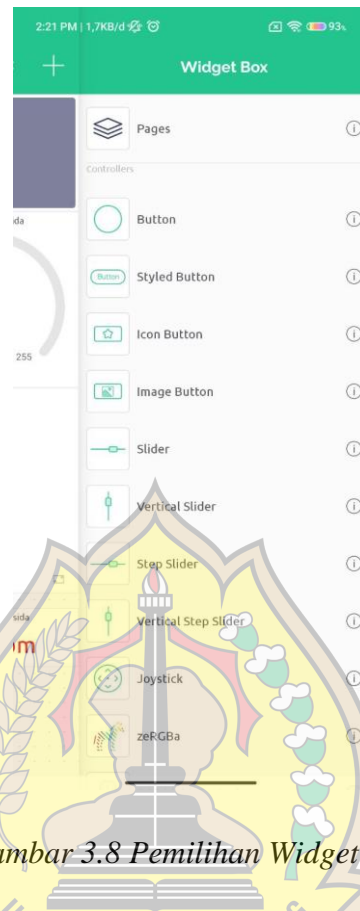 2:21 PM | 1,7KB/d 93%
Widget Box
Pages
Controllers
Button
Button Styled Button
Icon Button
Image Button
Slider
Vertical Slider
Step Slider
Vertical Step Slider
Joystick
zeRGBa
255
ambar 3.8 Pemilihan Widget